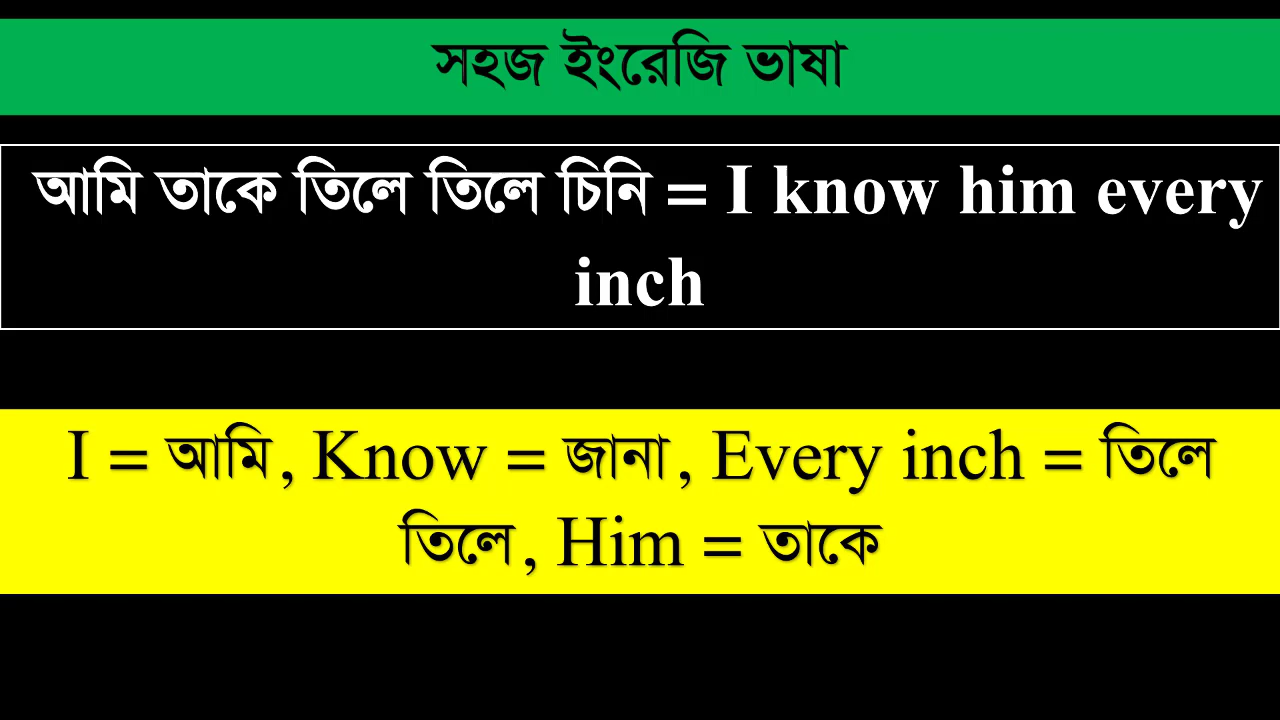 সহজ ইংরেজি ভাষা
আমি তাকে তিলে তিলে চিনি = I know him every
inch
I = আমি, Know = জানা, Every inch = তিলে
তিলে, Him = তাকে